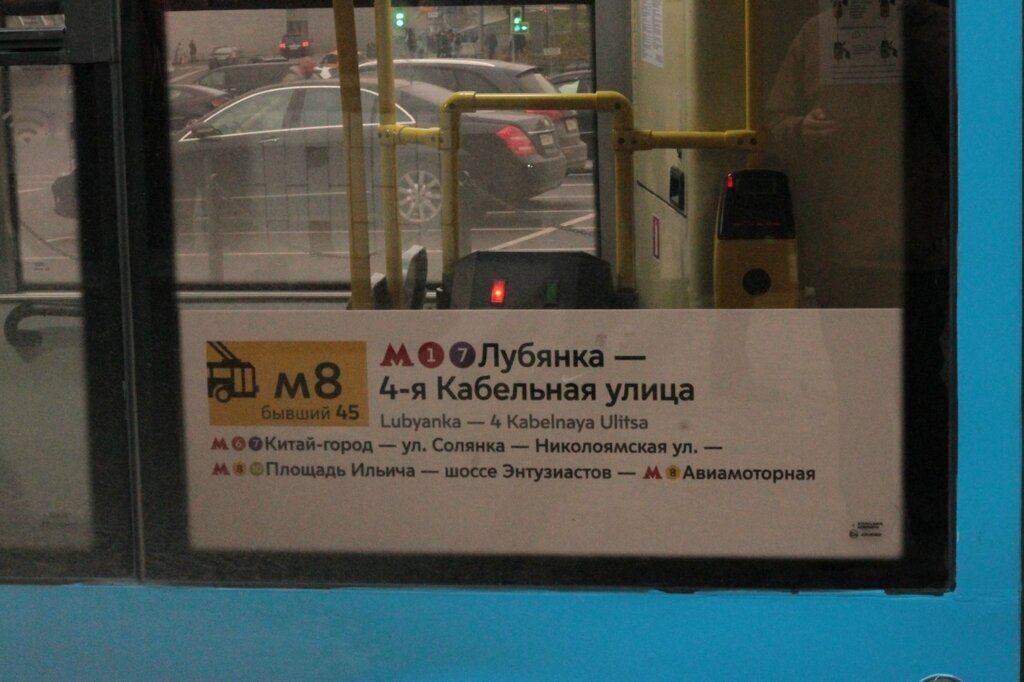 м8
бывший 45
М 1 7 Лубянка —
4-я Кабельная улица
Lubyanka — 4 Kabelnaya Ulitsa
М 6 7 Китай-город — ул. Солянка — Николоямская ул. —
М 8 10 Площадь Ильича — шоссе Энтузиастов — М 8 Авиамоторная